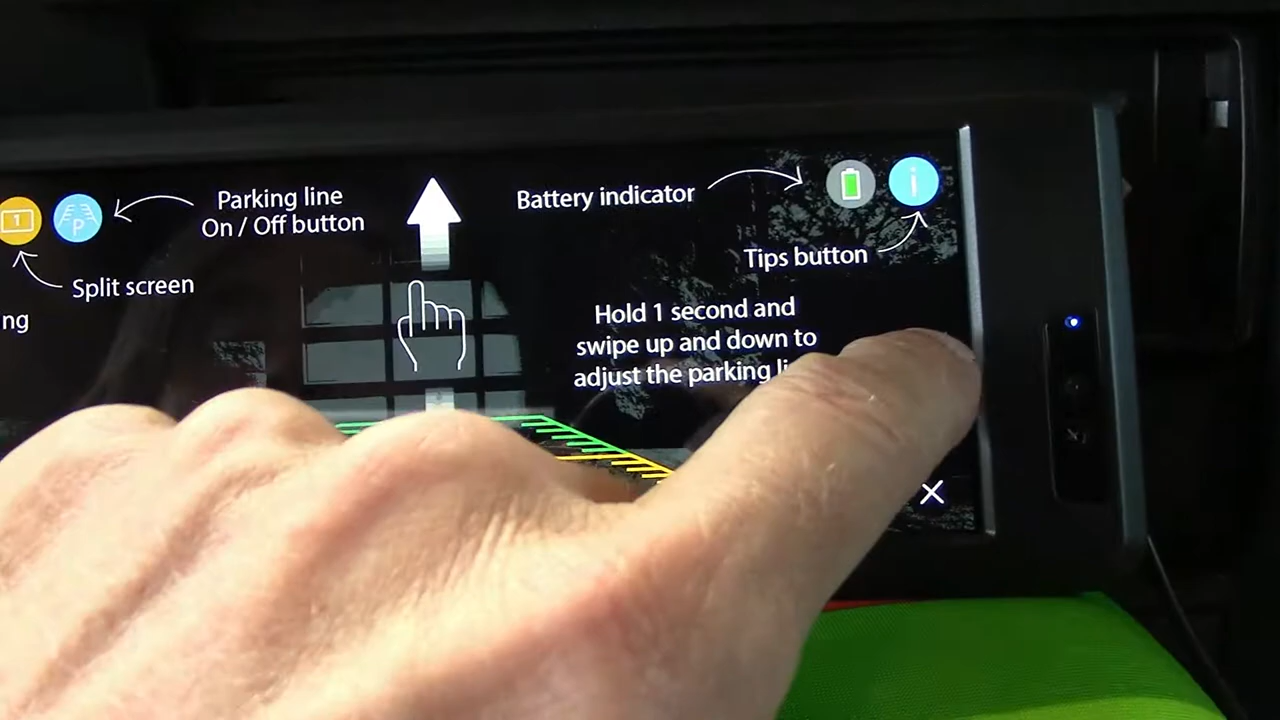 1
P
Parking line
On / Off button
Split screen
ng
Battery indicator
i
Tips button
Hold 1 second and
swipe up and down to
adjust the parking